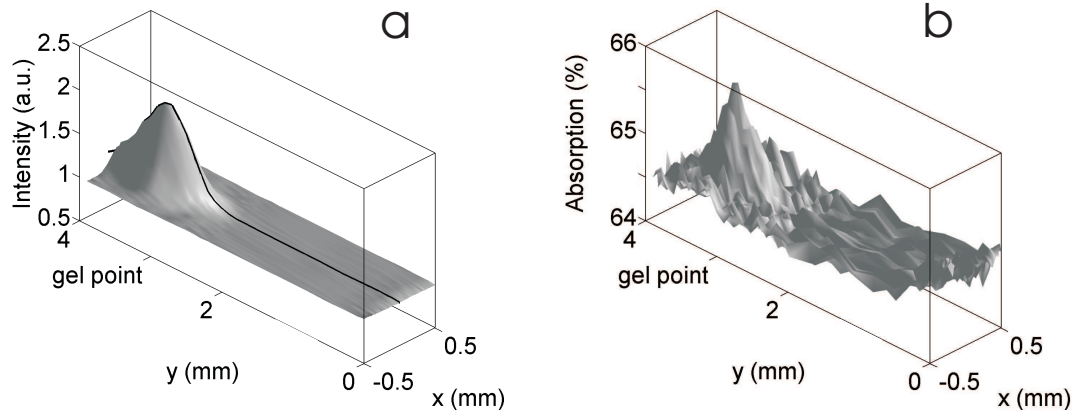 a
Intensity (a.u.)
2.5
2
1.5
1
0.5
4
gel point
2
0
y (mm)
-0.5
0.5
x (mm)
b
Absorption (%)
66
65
64
4
gel point
2
0
y (mm)
-0.5
0.5
x (mm)